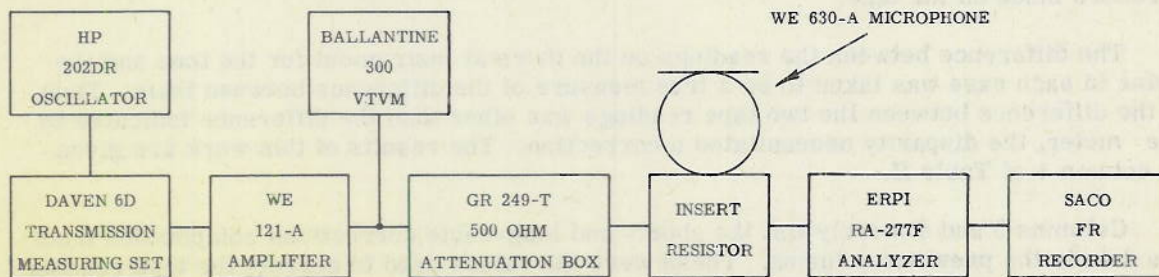 WE 630-A MICROPHONE
HP
202DR
OSCILLATOR
BALLANTINE
300
VTVM
DAVEN 6D
TRANSMISSION
MEASURING SET
WE
121-A
AMPLIFIER
GR 249-T
500 OHM
ATTENUATION BOX
INSERT
RESISTOR
ERPI
RA-277F
ANALYZER
SACO
FR
RECORDER